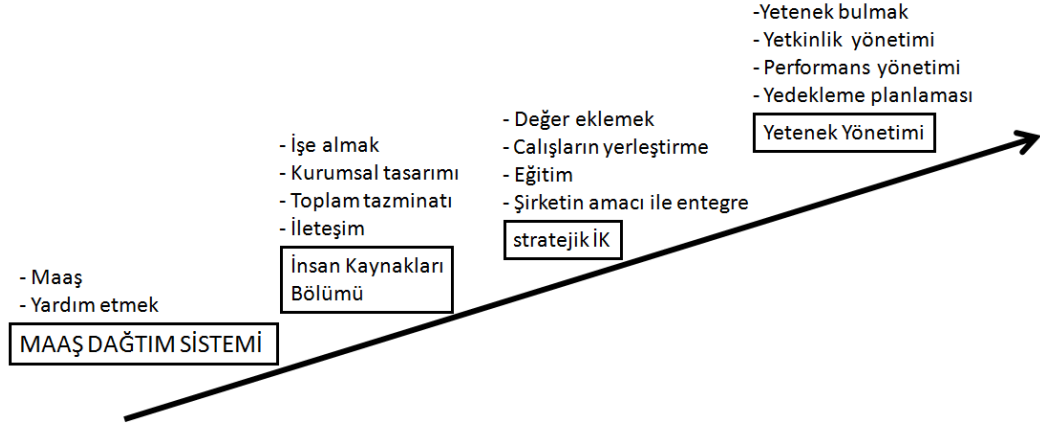 - Maaş
- Yardım etmek
MAAŞ DAĞTIM SİSTEMİ
- İşe almak
- Kurumsal tasarımı
- Toplam tazminatı
- İleteşim
İnsan Kaynakları
Bölümü
- Değer eklemek
- Calışların yerleştirme
- Eğitim
- Şirketin amacı ile entegre
stratejik İK
-Yetenek bulmak
- Yetkinlik yönetimi
- Performans yönetimi
- Yedekleme planlaması
Yetenek Yönetimi